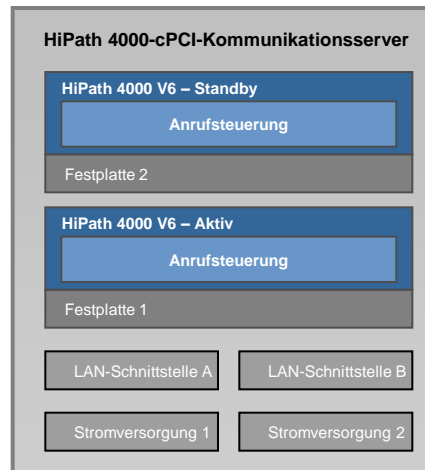 HiPath 4000-cPCI-Kommunikationsserver
HiPath 4000 V6 – Standby
Anrufsteuerung
Festplatte 2
HiPath 4000 V6 – Aktiv
Anrufsteuerung
Festplatte 1
LAN-Schnittstelle A
LAN-Schnittstelle B
Stromversorgung 1
Stromversorgung 2